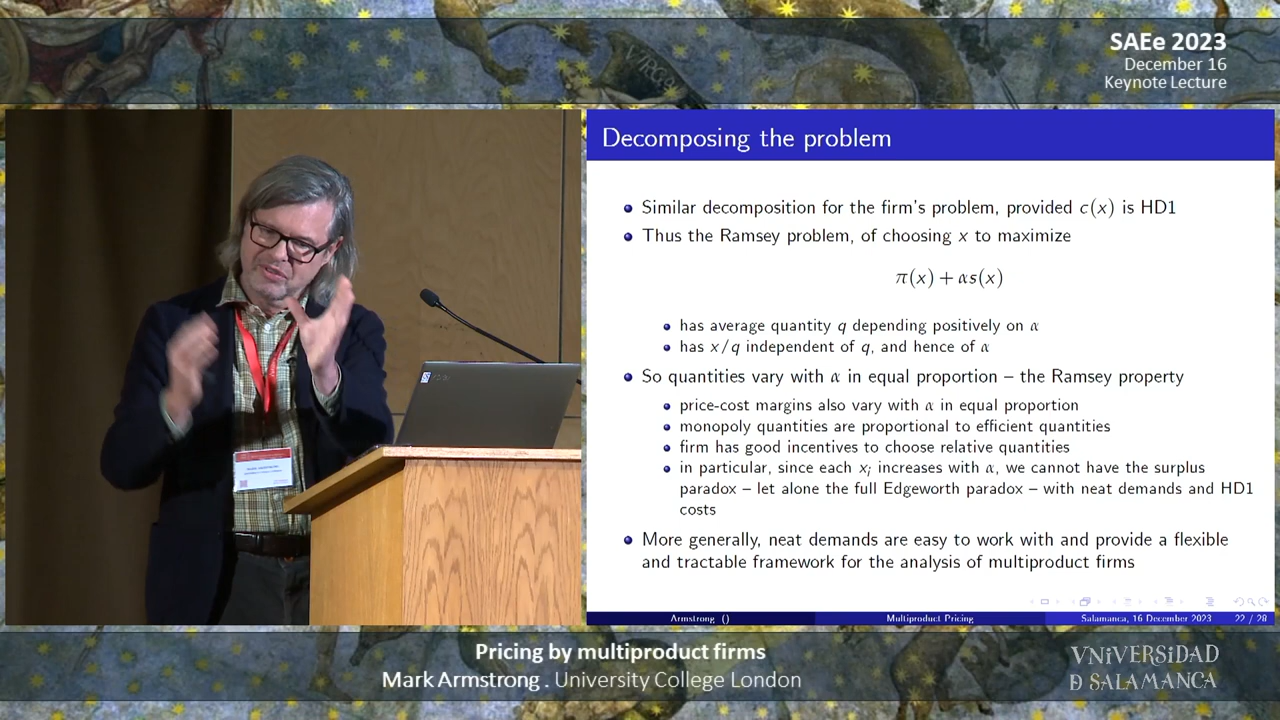 SAEe 2023
December 16
Keynote Lecture
Decomposing the problem
Similar decomposition for the firm's problem, provided c(x) is HD1
Thus the Ramsey problem, of choosing x to maximize
π(x) + αs(x)
has average quantity q depending positively on α
has x/q independent of q, and hence of α
So quantities vary with α in equal proportion – the Ramsey property
price-cost margins also vary with α in equal proportion
monopoly quantities are proportional to efficient quantities
firm has good incentives to choose relative quantities
in particular, since each xᵢ increases with α, we cannot have the surplus
paradox – let alone the full Edgeworth paradox – with neat demands and HD1
costs
More generally, neat demands are easy to work with and provide a flexible
and tractable framework for the analysis of multiproduct firms
Armstrong () Multiproduct Pricing Salamanca, 16 December 2023 22 / 28
Pricing by multiproduct firms
Mark Armstrong . University College London
VNiVERSiDAD
D SALAMANCA